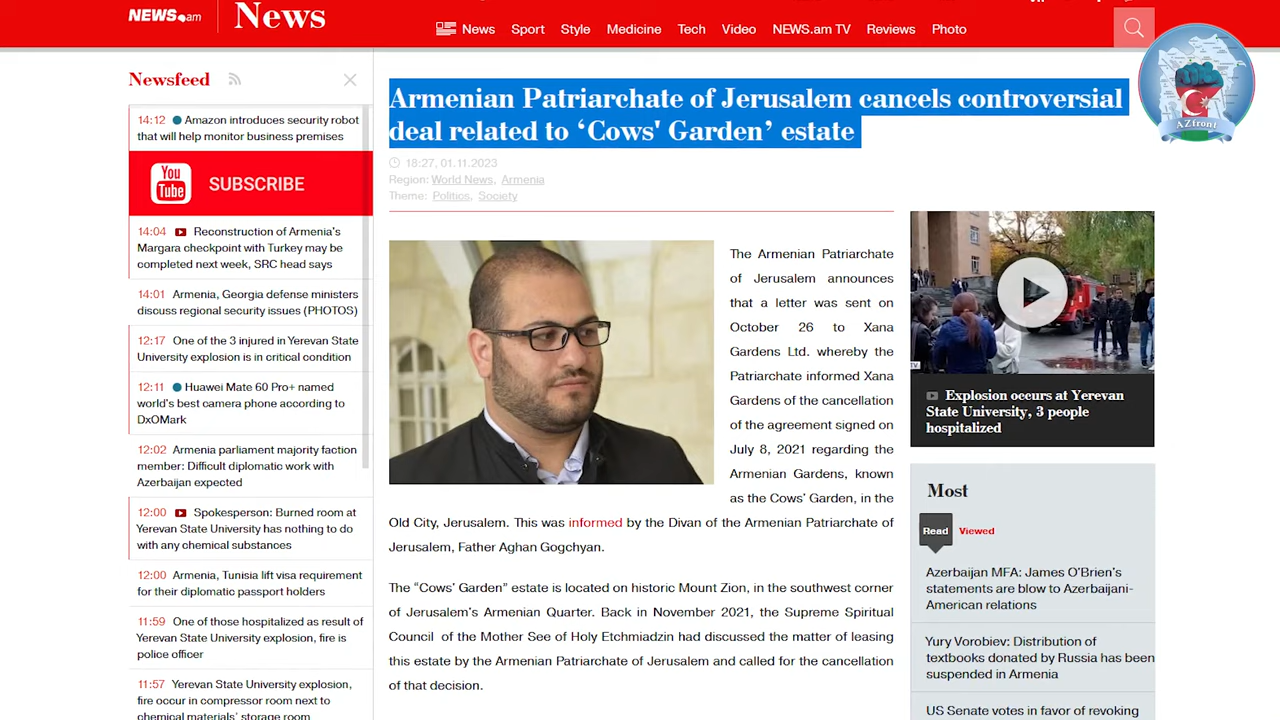 NEWS.am
News
News
Sport
Style
Medicine
Tech
Video
NEWS.am TV
Reviews
Photo
AZfront
Newsfeed
14:12 Amazon introduces security robot
that will help monitor business premises
You
Tube
SUBSCRIBE
14:04 Reconstruction of Armenia's
Margara checkpoint with Turkey may be
completed next week, SRC head says
14:01 Armenia, Georgia defense ministers
discuss regional security issues (PHOTOS)
12:17 One of the 3 injured in Yerevan State
University explosion is in critical condition
12:11 Huawei Mate 60 Pro+ named
world's best camera phone according to
DxOMark
12:02 Armenia parliament majority faction
member: Difficult diplomatic work with
Azerbaijan expected
12:00 Spokesperson: Burned room at
Yerevan State University has nothing to do
with any chemical substances
12:00 Armenia, Tunisia lift visa requirement
for their diplomatic passport holders
11:59 One of those hospitalized as result of
Yerevan State University explosion, fire is
police officer
11:57 Yerevan State University explosion,
fire occur in compressor room next to
chemical materials' storage room
Armenian Patriarchate of Jerusalem cancels controversial
deal related to ‘Cows' Garden’ estate
18:27, 01.11.2023
Region: World News, Armenia
Theme: Politics, Society
The Armenian Patriarchate
of Jerusalem announces
that a letter was sent on
October 26 to Xana
Gardens Ltd. whereby the
Patriarchate informed Xana
Gardens of the cancellation
of the agreement signed on
July 8, 2021 regarding the
Armenian Gardens, known
as the Cows' Garden, in the
Old City, Jerusalem. This was informed by the Divan of the Armenian Patriarchate of
Jerusalem, Father Aghan Gogchyan.
The “Cows' Garden” estate is located on historic Mount Zion, in the southwest corner
of Jerusalem's Armenian Quarter. Back in November 2021, the Supreme Spiritual
Council of the Mother See of Holy Etchmiadzin had discussed the matter of leasing
this estate by the Armenian Patriarchate of Jerusalem and called for the cancellation
of that decision.
TV
Explosion occurs at Yerevan
State University, 3 people
hospitalized
Most
Read
Viewed
Azerbaijan MFA: James O'Brien's
statements are blow to Azerbaijani-
American relations
Yury Vorobiev: Distribution of
textbooks donated by Russia has been
suspended in Armenia
US Senate votes in favor of revoking